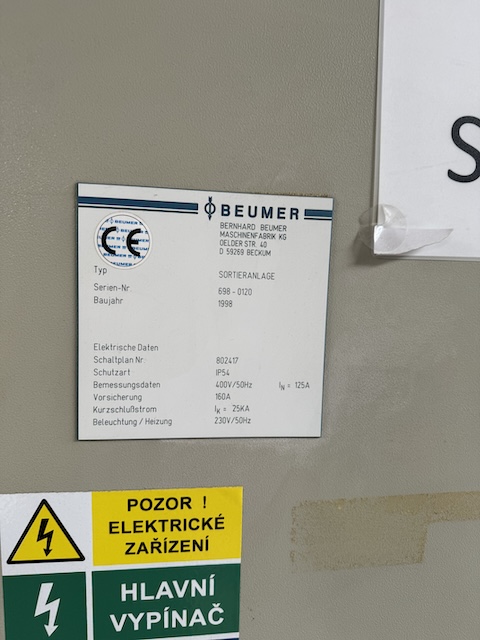 S
BEUMER
BERNHARD BEUMER
MASCHINENFABRIK KG
OELDER STR. 40
D 59269 BECKUM
CE
Typ SORTIERANLAGE
Serien-Nr. 698-0120
Baujahr 1998
Elektrische Daten
Schaltplan Nr: 802417
Schutzart IP54
Bemessungsdaten 400V/50Hz IN = 125A
Vorsicherung 160A
Kurzschlußstrom IK = 25KA
Beleuchtung / Heizung 230V/50Hz
POZOR !
ELEKTRICKÉ
ZAŘÍZENÍ
HLAVNÍ
VYPÍNAČ